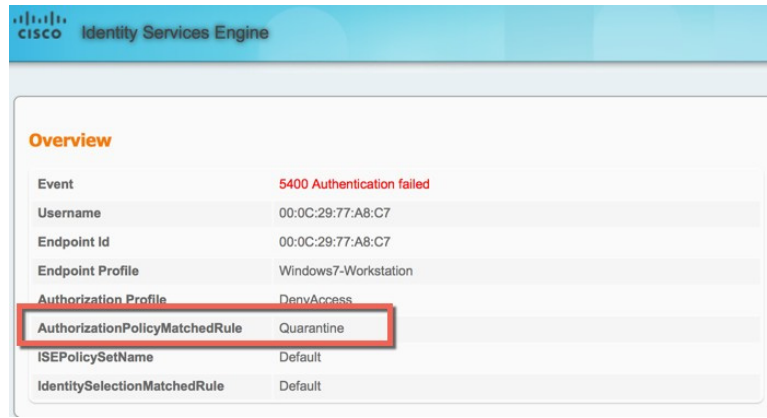 cisco Identity Services Engine
Overview
Event 5400 Authentication failed
Username 00:0C:29:77:A8:C7
Endpoint Id 00:0C:29:77:A8:C7
Endpoint Profile Windows7-Workstation
Authorization Profile DenyAccess
AuthorizationPolicyMatchedRule Quarantine
ISEPolicySetName Default
IdentitySelectionMatchedRule Default